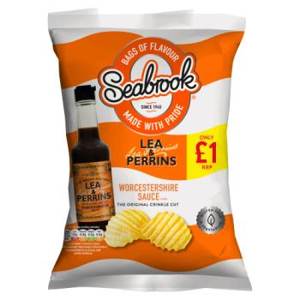 BAGS OF FLAVOUR
Seabrook
SINCE 1945
MADE WITH PRIDE
ONLY
£1
RRP
LEA
&
PERRINS
LEA
& PERRINS
WORCESTERSHIRE
SAUCE
THE ORIGINAL CRINKLE CUT